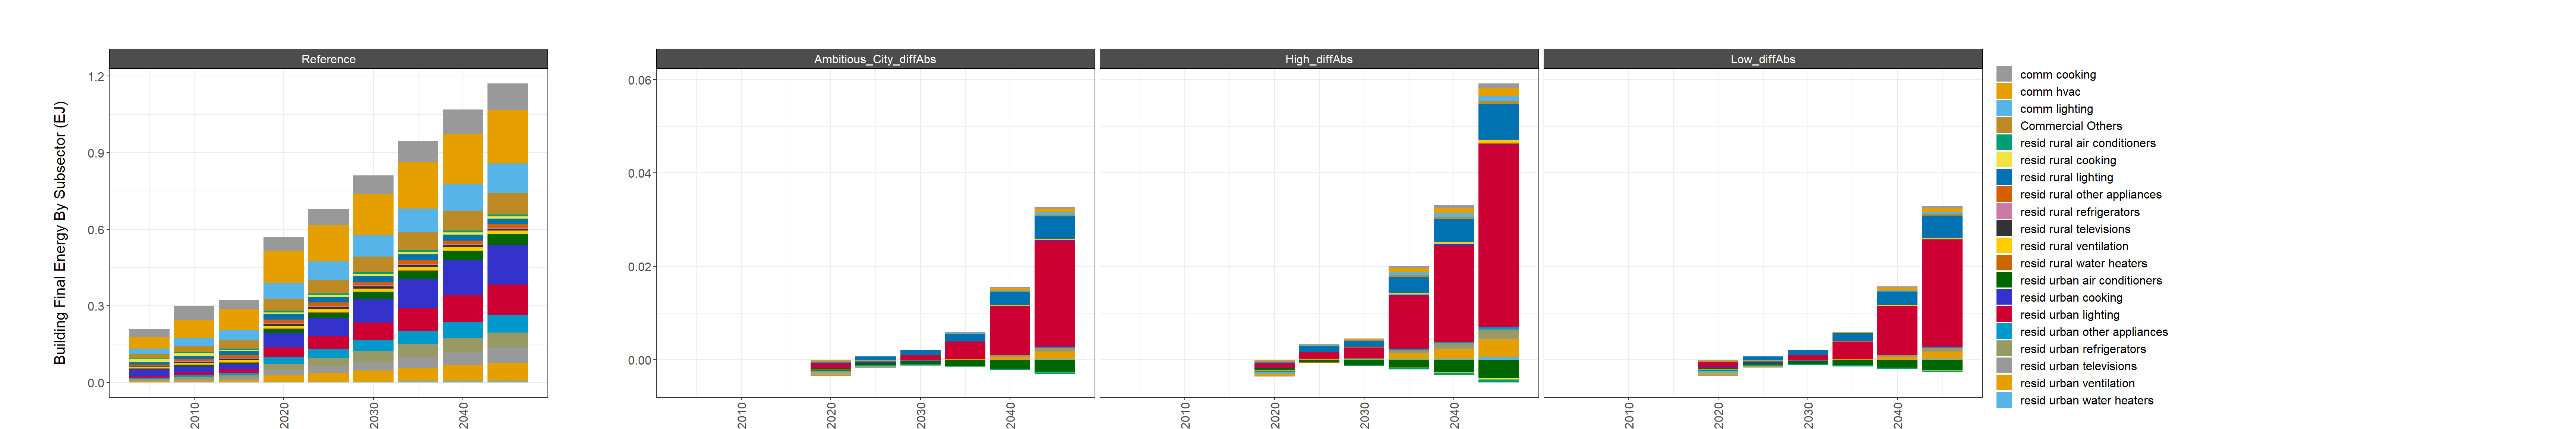 Reference
Ambitious_City_diffAbs
High_diffAbs
Low_diffAbs
Building Final Energy By Subsector (EJ)
1.2
0.9
0.6
0.3
0.0
0.06
0.04
0.02
0.00
2010
2020
2030
2040
2010
2020
2030
2040
2010
2020
2030
2040
2010
2020
2030
2040
comm cooking
comm hvac
comm lighting
Commercial Others
resid rural air conditioners
resid rural cooking
resid rural lighting
resid rural other appliances
resid rural refrigerators
resid rural televisions
resid rural ventilation
resid rural water heaters
resid urban air conditioners
resid urban cooking
resid urban lighting
resid urban other appliances
resid urban refrigerators
resid urban televisions
resid urban ventilation
resid urban water heaters